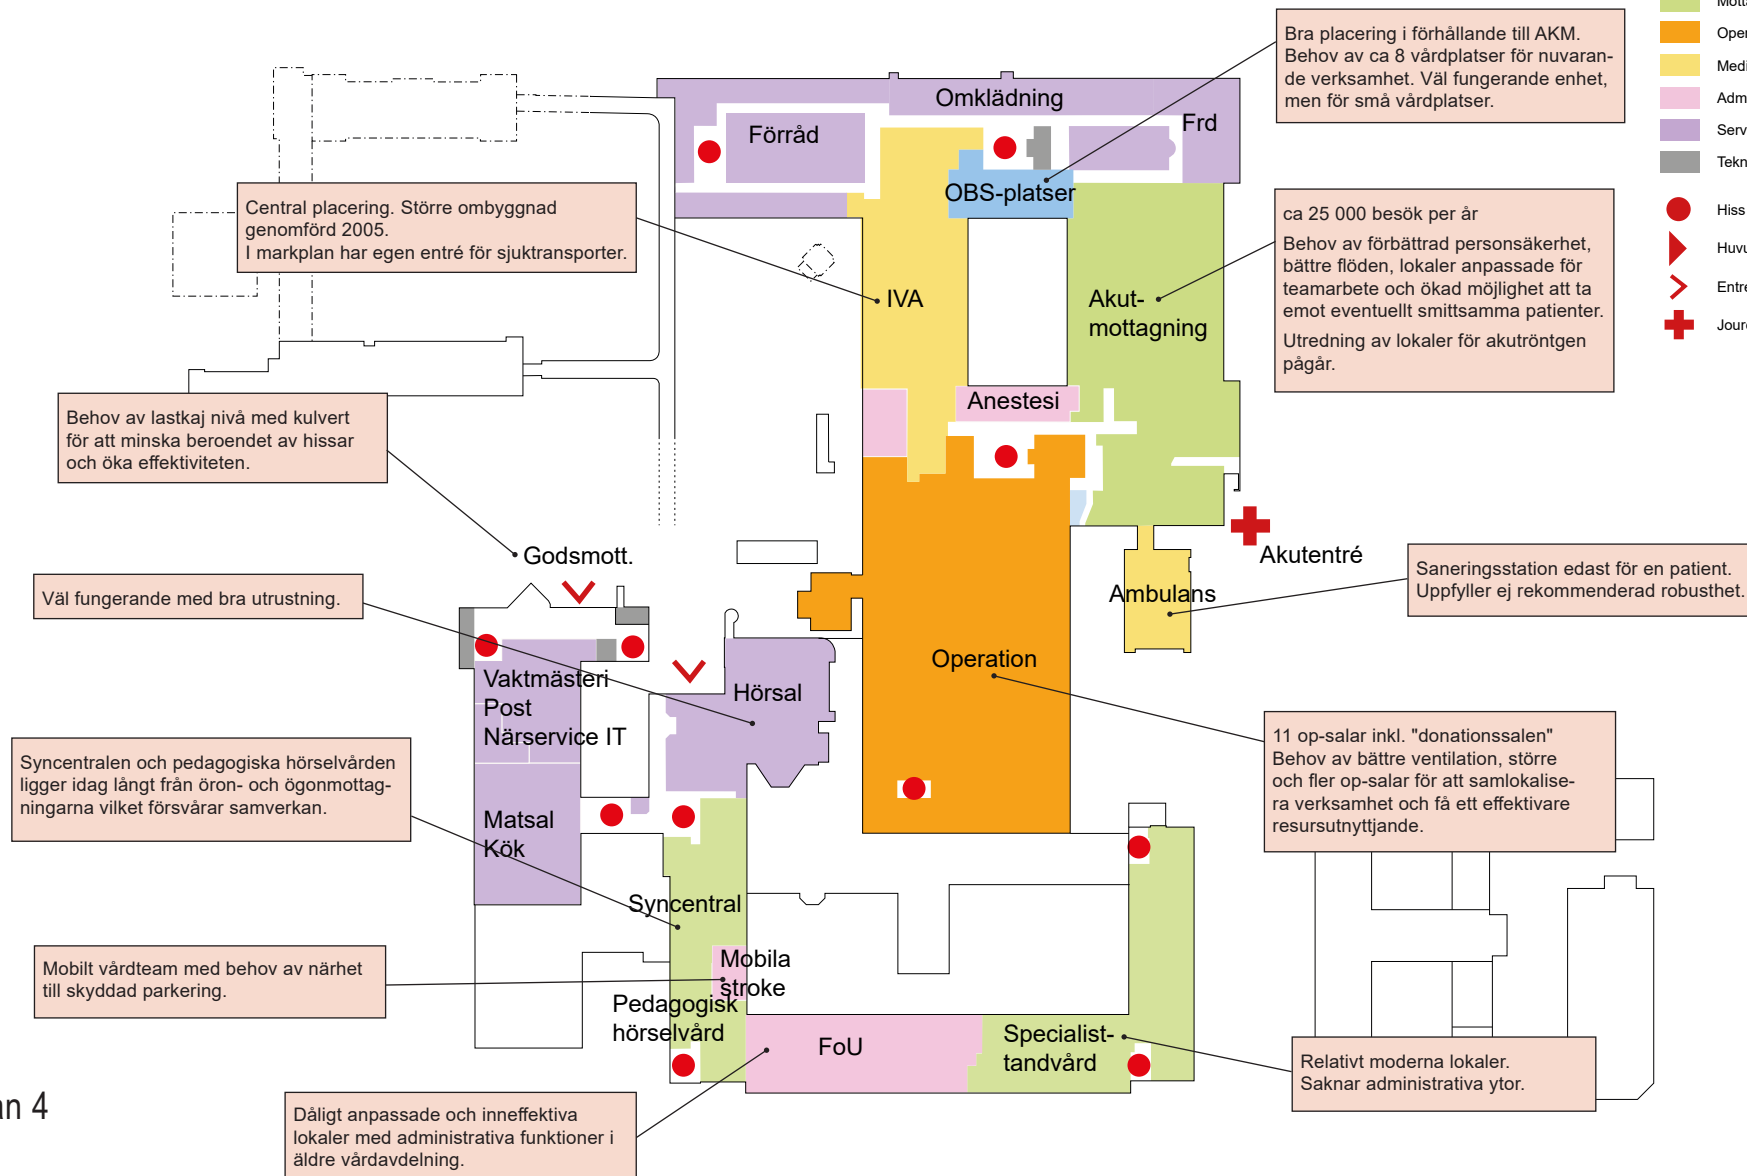 Bra placering i förhållande till AKM.
Behov av ca 8 vårdplatser för nuvaran-
de verksamhet. Väl fungerande enhet,
men för små vårdplatser.
Hiss
Omklädning
Förråd
Frd
OBS-platser
Central placering. Större ombyggnad
genomförd 2005.
I markplan har egen entré för sjuktransporter.
ca 25 000 besök per år
Behov av förbättrad personsäkerhet,
bättre flöden, lokaler anpassade för
teamarbete och ökad möjlighet att ta
emot eventuellt smittsamma patienter.
Utredning av lokaler för akutröntgen
pågår.
IVA
Akut-
mottagning
Anestesi
Behov av lastkaj nivå med kulvert
för att minska beroendet av hissar
och öka effektiviteten.
Godsmott.
Akutentré
Väl fungerande med bra utrustning.
Ambulans
Saneringsstation edast för en patient.
Uppfyller ej rekommenderad robusthet.
Operation
Vaktmästeri
Post
Närservice IT
Hörsal
11 op-salar inkl. "donationssalen"
Behov av bättre ventilation, större
och fler op-salar för att samlokalise-
ra verksamhet och få ett effektivare
resursutnyttjande.
Syncentralen och pedagogiska hörselvården
ligger idag långt från öron- och ögonmottag-
ningarna vilket försvårar samverkan.
Matsal
Kök
Syncentral
Mobila
stroke
Mobilt vårdteam med behov av närhet
till skyddad parkering.
Pedagogisk
hörselvård
FoU
Specialist-
tandvård
Relativt moderna lokaler.
Saknar administrativa ytor.
Dåligt anpassade och inneffektiva
lokaler med administrativa funktioner i
äldre vårdavdelning.
an 4